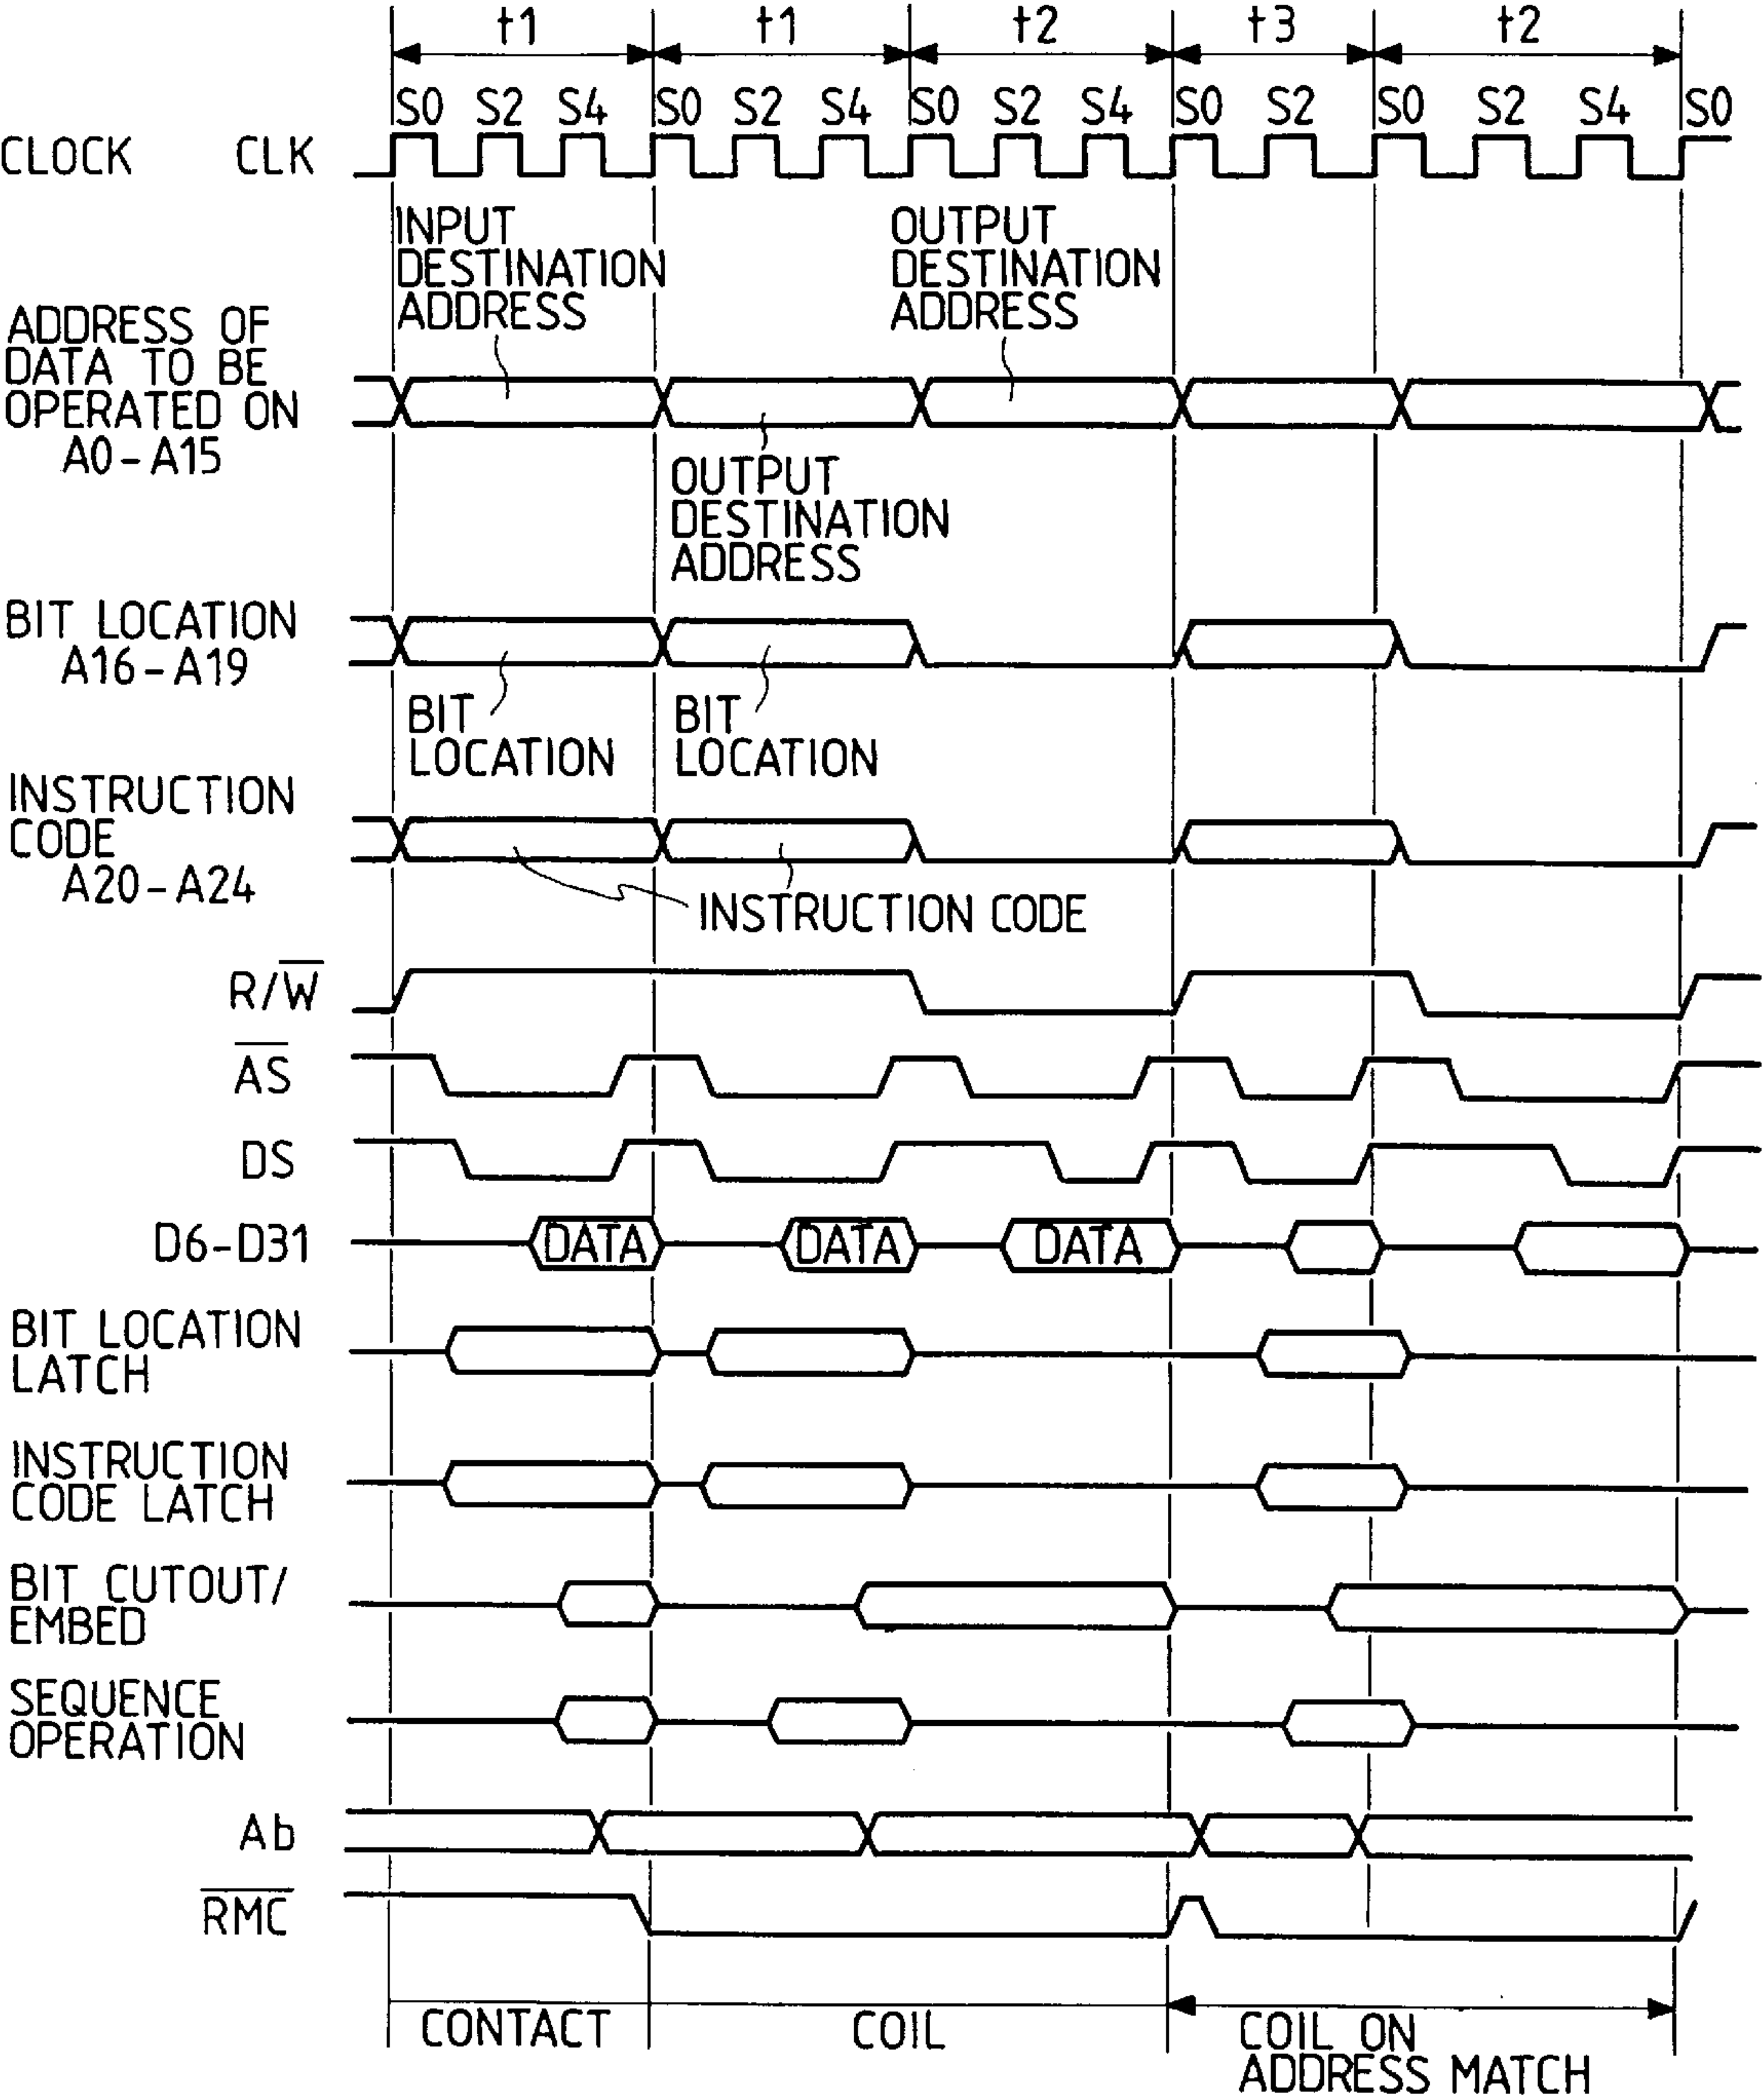 t1 t1 t2 t3 t2
S0 S2 S4 S0 S2 S4 S0 S2 S4 S0 S2 S0 S2 S4 S0
CLOCK CLK
INPUT
DESTINATION
ADDRESS
OUTPUT
DESTINATION
ADDRESS
ADDRESS OF
DATA TO BE
OPERATED ON
A0-A15
OUTPUT
DESTINATION
ADDRESS
BIT LOCATION
A16-A19
BIT
LOCATION
BIT
LOCATION
INSTRUCTION
CODE
A20-A24
INSTRUCTION CODE
R/W̅
A̅S̅
DS
D6-D31
DATA DATA DATA
BIT LOCATION
LATCH
INSTRUCTION
CODE LATCH
BIT CUTOUT/
EMBED
SEQUENCE
OPERATION
Ab
R̅M̅C̅
CONTACT
COIL
COIL ON
ADDRESS MATCH